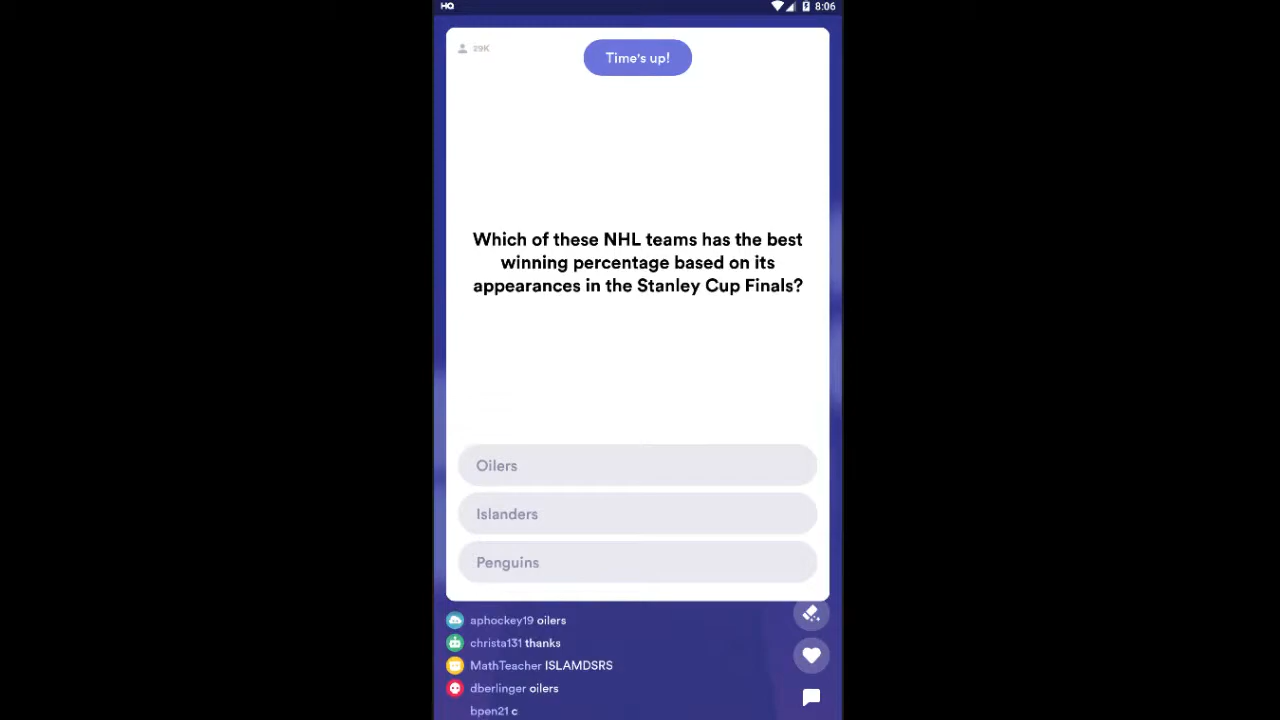 HQ
8:06
29K
Time's up!
Which of these NHL teams has the best
winning percentage based on its
appearances in the Stanley Cup Finals?
Oilers
Islanders
Penguins
aphockey19 oilers
christa131 thanks
MathTeacher ISLAMDSRS
dberlinger oilers
bpen21 c